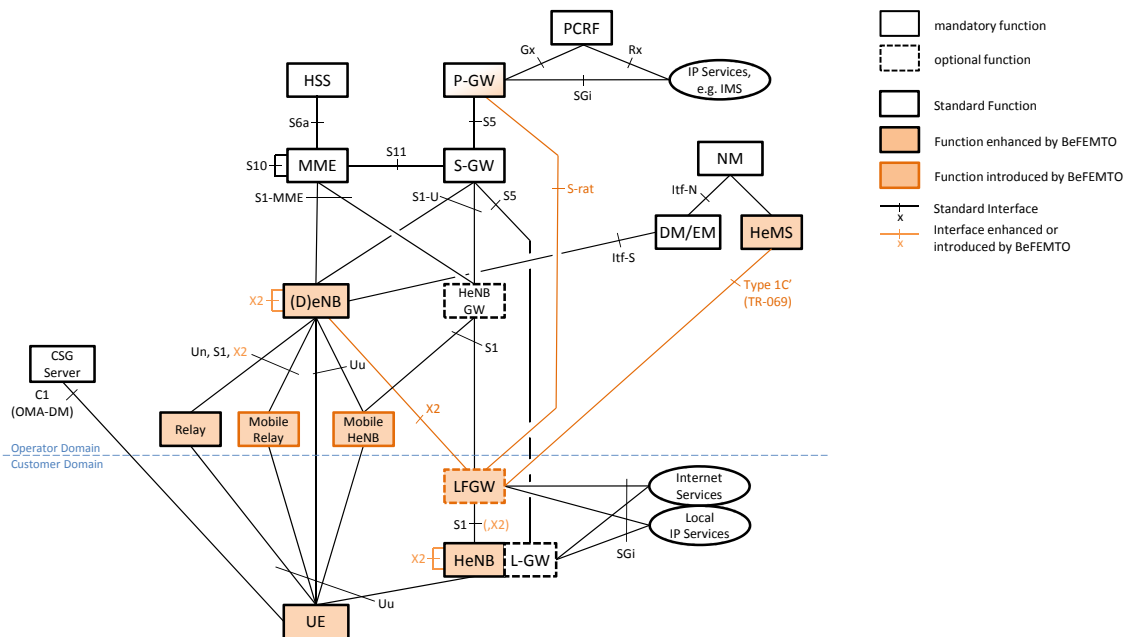 PCRF
mandatory function
Gx
Rx
optional function
HSS
P-GW
IP Services,
e.g. IMS
SGi
Standard Function
S6a
S5
Function enhanced by BeFEMTO
S10
MME
S11
S-GW
NM
Function introduced by BeFEMTO
S1-MME
S1-U
S5
S-rat
Itf-N
x
Standard Interface
DM/EM
HeMS
x
Interface enhanced or
introduced by BeFEMTO
Itf-S
X2
(D)eNB
HeNB
GW
Type 1C’
(TR-069)
Un, S1, X2
Uu
S1
CSG
Server
C1
(OMA-DM)
X2
Relay
Mobile
Relay
Mobile
HeNB
Operator Domain
Customer Domain
LFGW
Internet
Services
S1
(,X2)
Local
IP Services
X2
HeNB
L-GW
SGi
Uu
UE